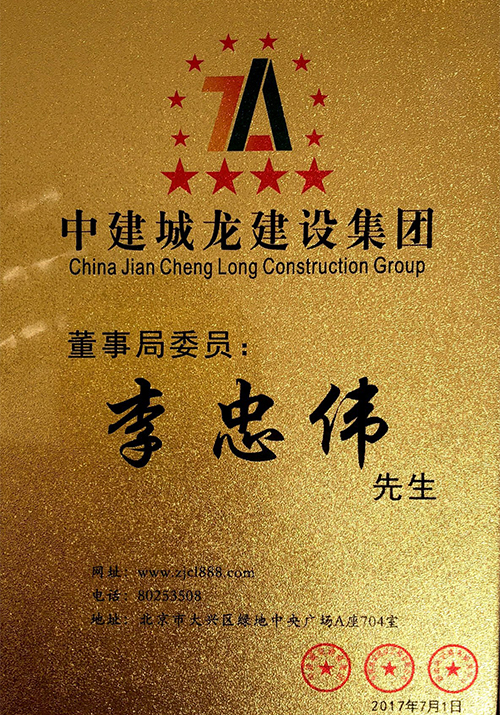 中建城龙建设集团
China Jian Cheng Long Construction Group
董事局委员：
李忠伟
先生
网址：www.zjcl868.com
电话：80253508
地址：北京市大兴区绿地中央广场A座704室
2017年7月1日